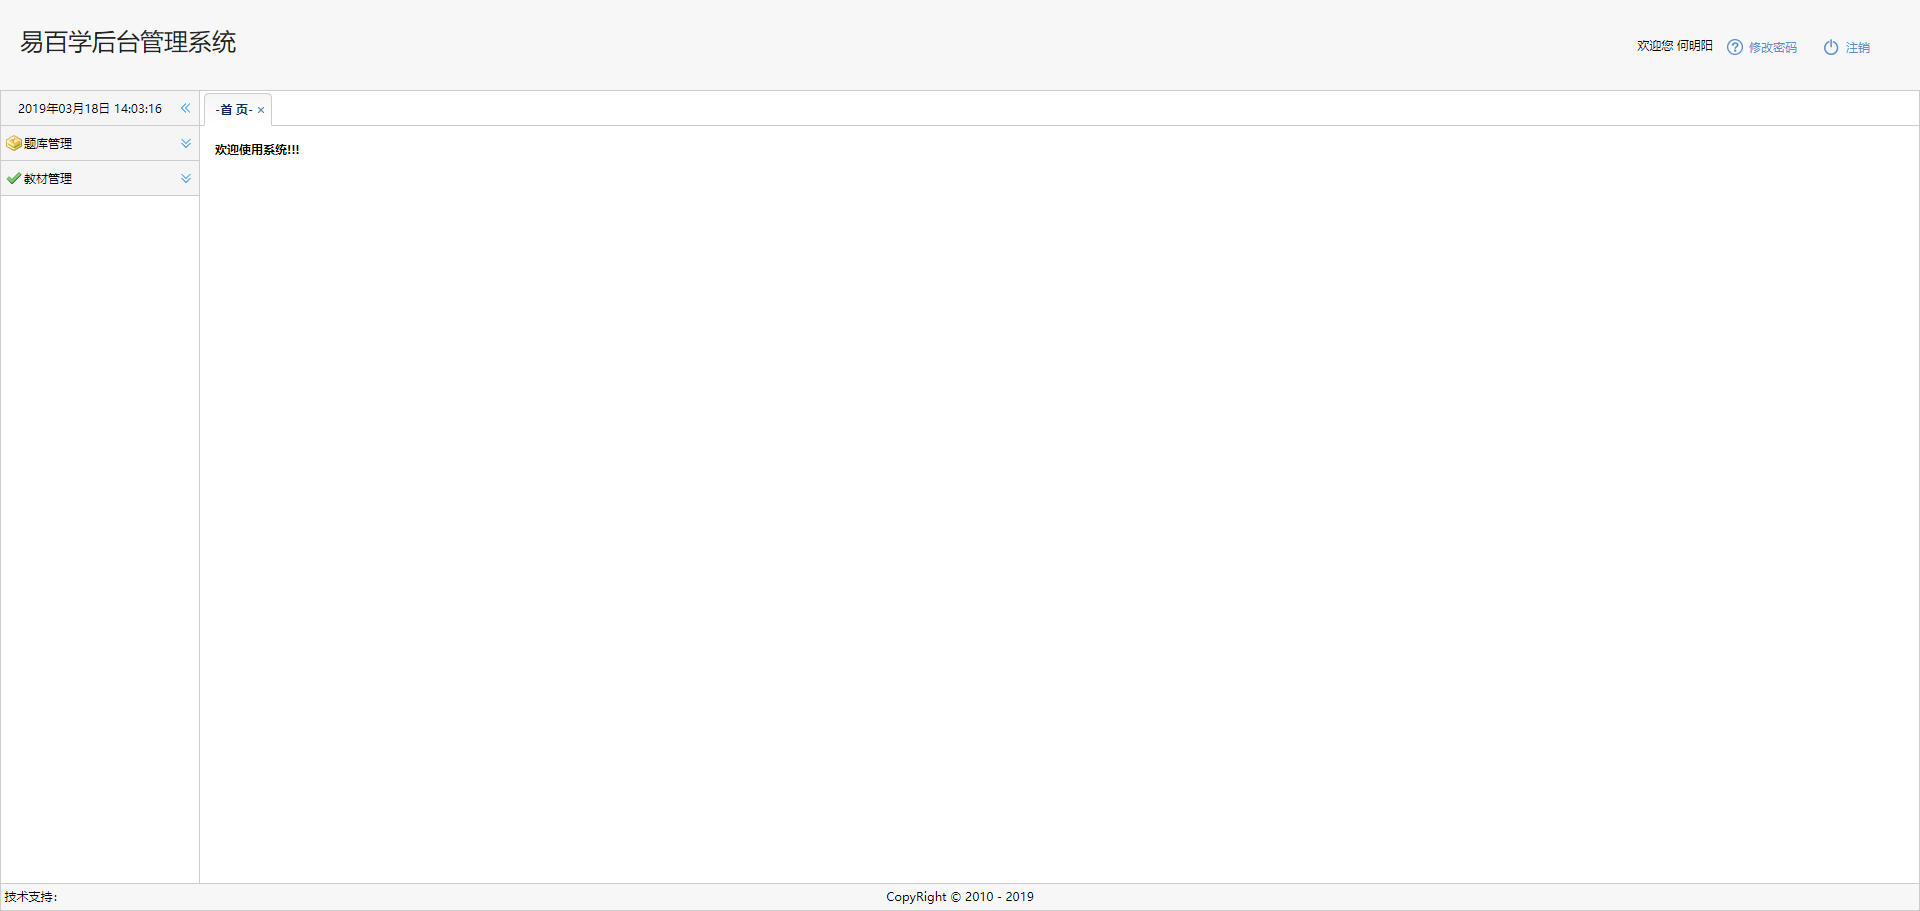 易百学后台管理系统
欢迎您 何明阳 修改密码 注销
2019年03月18日 14:03:16
-首 页-
题库管理
欢迎使用系统!!!
教材管理
技术支持：
CopyRight © 2010 - 2019